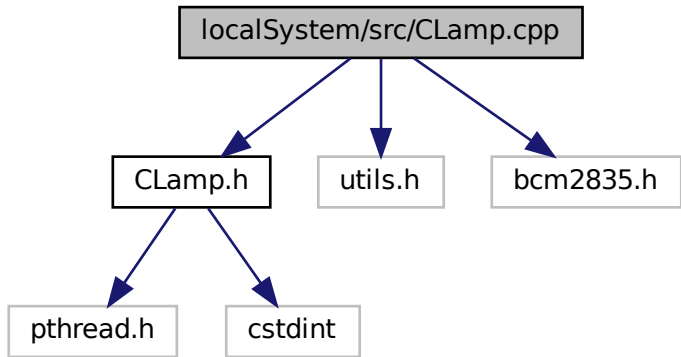 localSystem/src/CLamp.cpp
CLamp.h
utils.h
bcm2835.h
pthread.h
cstdint